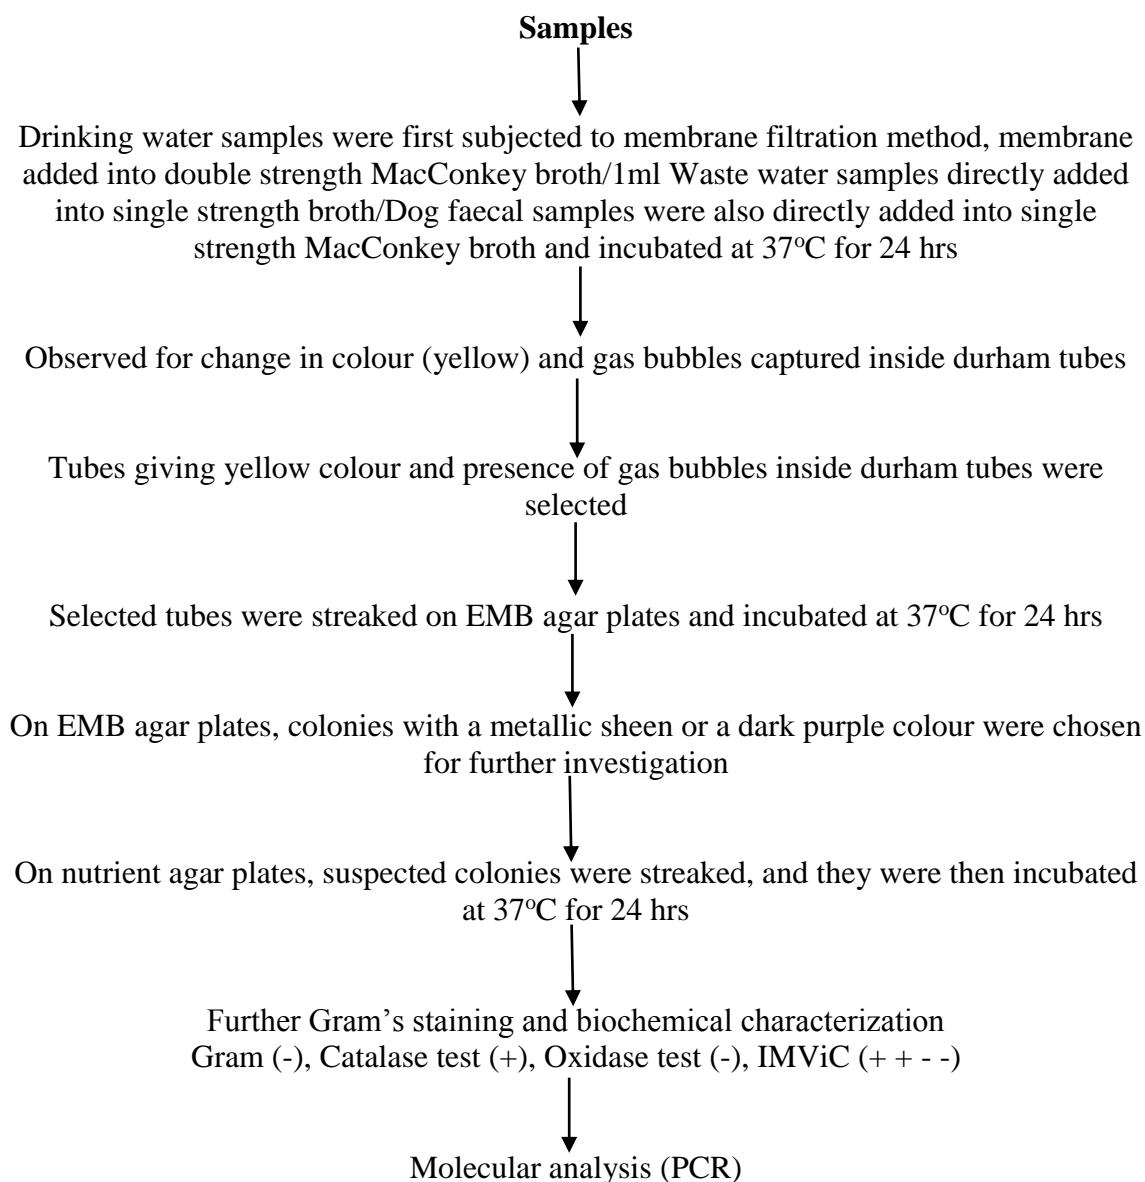 Samples
Drinking water samples were first subjected to membrane filtration method, membrane
added into double strength MacConkey broth/1ml Waste water samples directly added
into single strength broth/Dog faecal samples were also directly added into single
strength MacConkey broth and incubated at 37°C for 24 hrs
Observed for change in colour (yellow) and gas bubbles captured inside durham tubes
Tubes giving yellow colour and presence of gas bubbles inside durham tubes were
selected
Selected tubes were streaked on EMB agar plates and incubated at 37°C for 24 hrs
On EMB agar plates, colonies with a metallic sheen or a dark purple colour were chosen
for further investigation
On nutrient agar plates, suspected colonies were streaked, and they were then incubated
at 37°C for 24 hrs
Further Gram’s staining and biochemical characterization
Gram (-), Catalase test (+), Oxidase test (-), IMViC (+ + - -)
Molecular analysis (PCR)